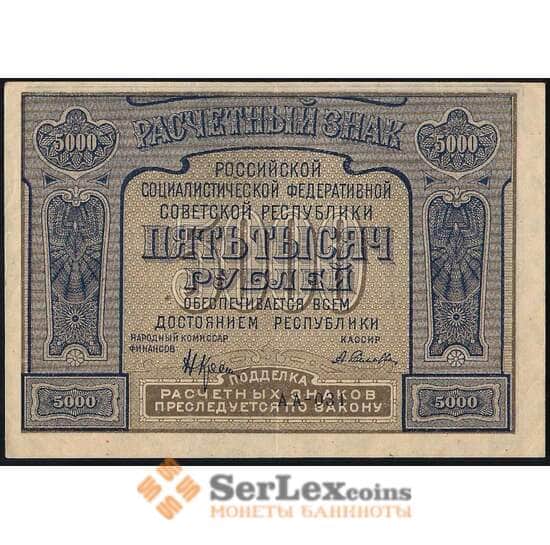 РАСЧЕТНЫЙ ЗНАК
5000 5000
РОССИЙСКОЙ
СОЦИАЛИСТИЧЕСКОЙ ФЕДЕРАТИВНОЙ
СОВЕТСКОЙ РЕСПУБЛИКИ
5000
ПЯТЬ ТЫСЯЧ
РУБЛЕЙ
ОБЕСПЕЧИВАЕТСЯ ВСЕМ
ДОСТОЯНИЕМ РЕСПУБЛИКИ
НАРОДНЫЙ КОМИССАР
ФИНАНСОВ
КАССИР
ПОДДЕЛКА
5000 РАСЧЕТНЫХ ЗНАКОВ 5000
ПРЕСЛЕДУЕТСЯ ПО ЗАКОНУ
SerLexcoins
МОНЕТЫ БАНКНОТЫ